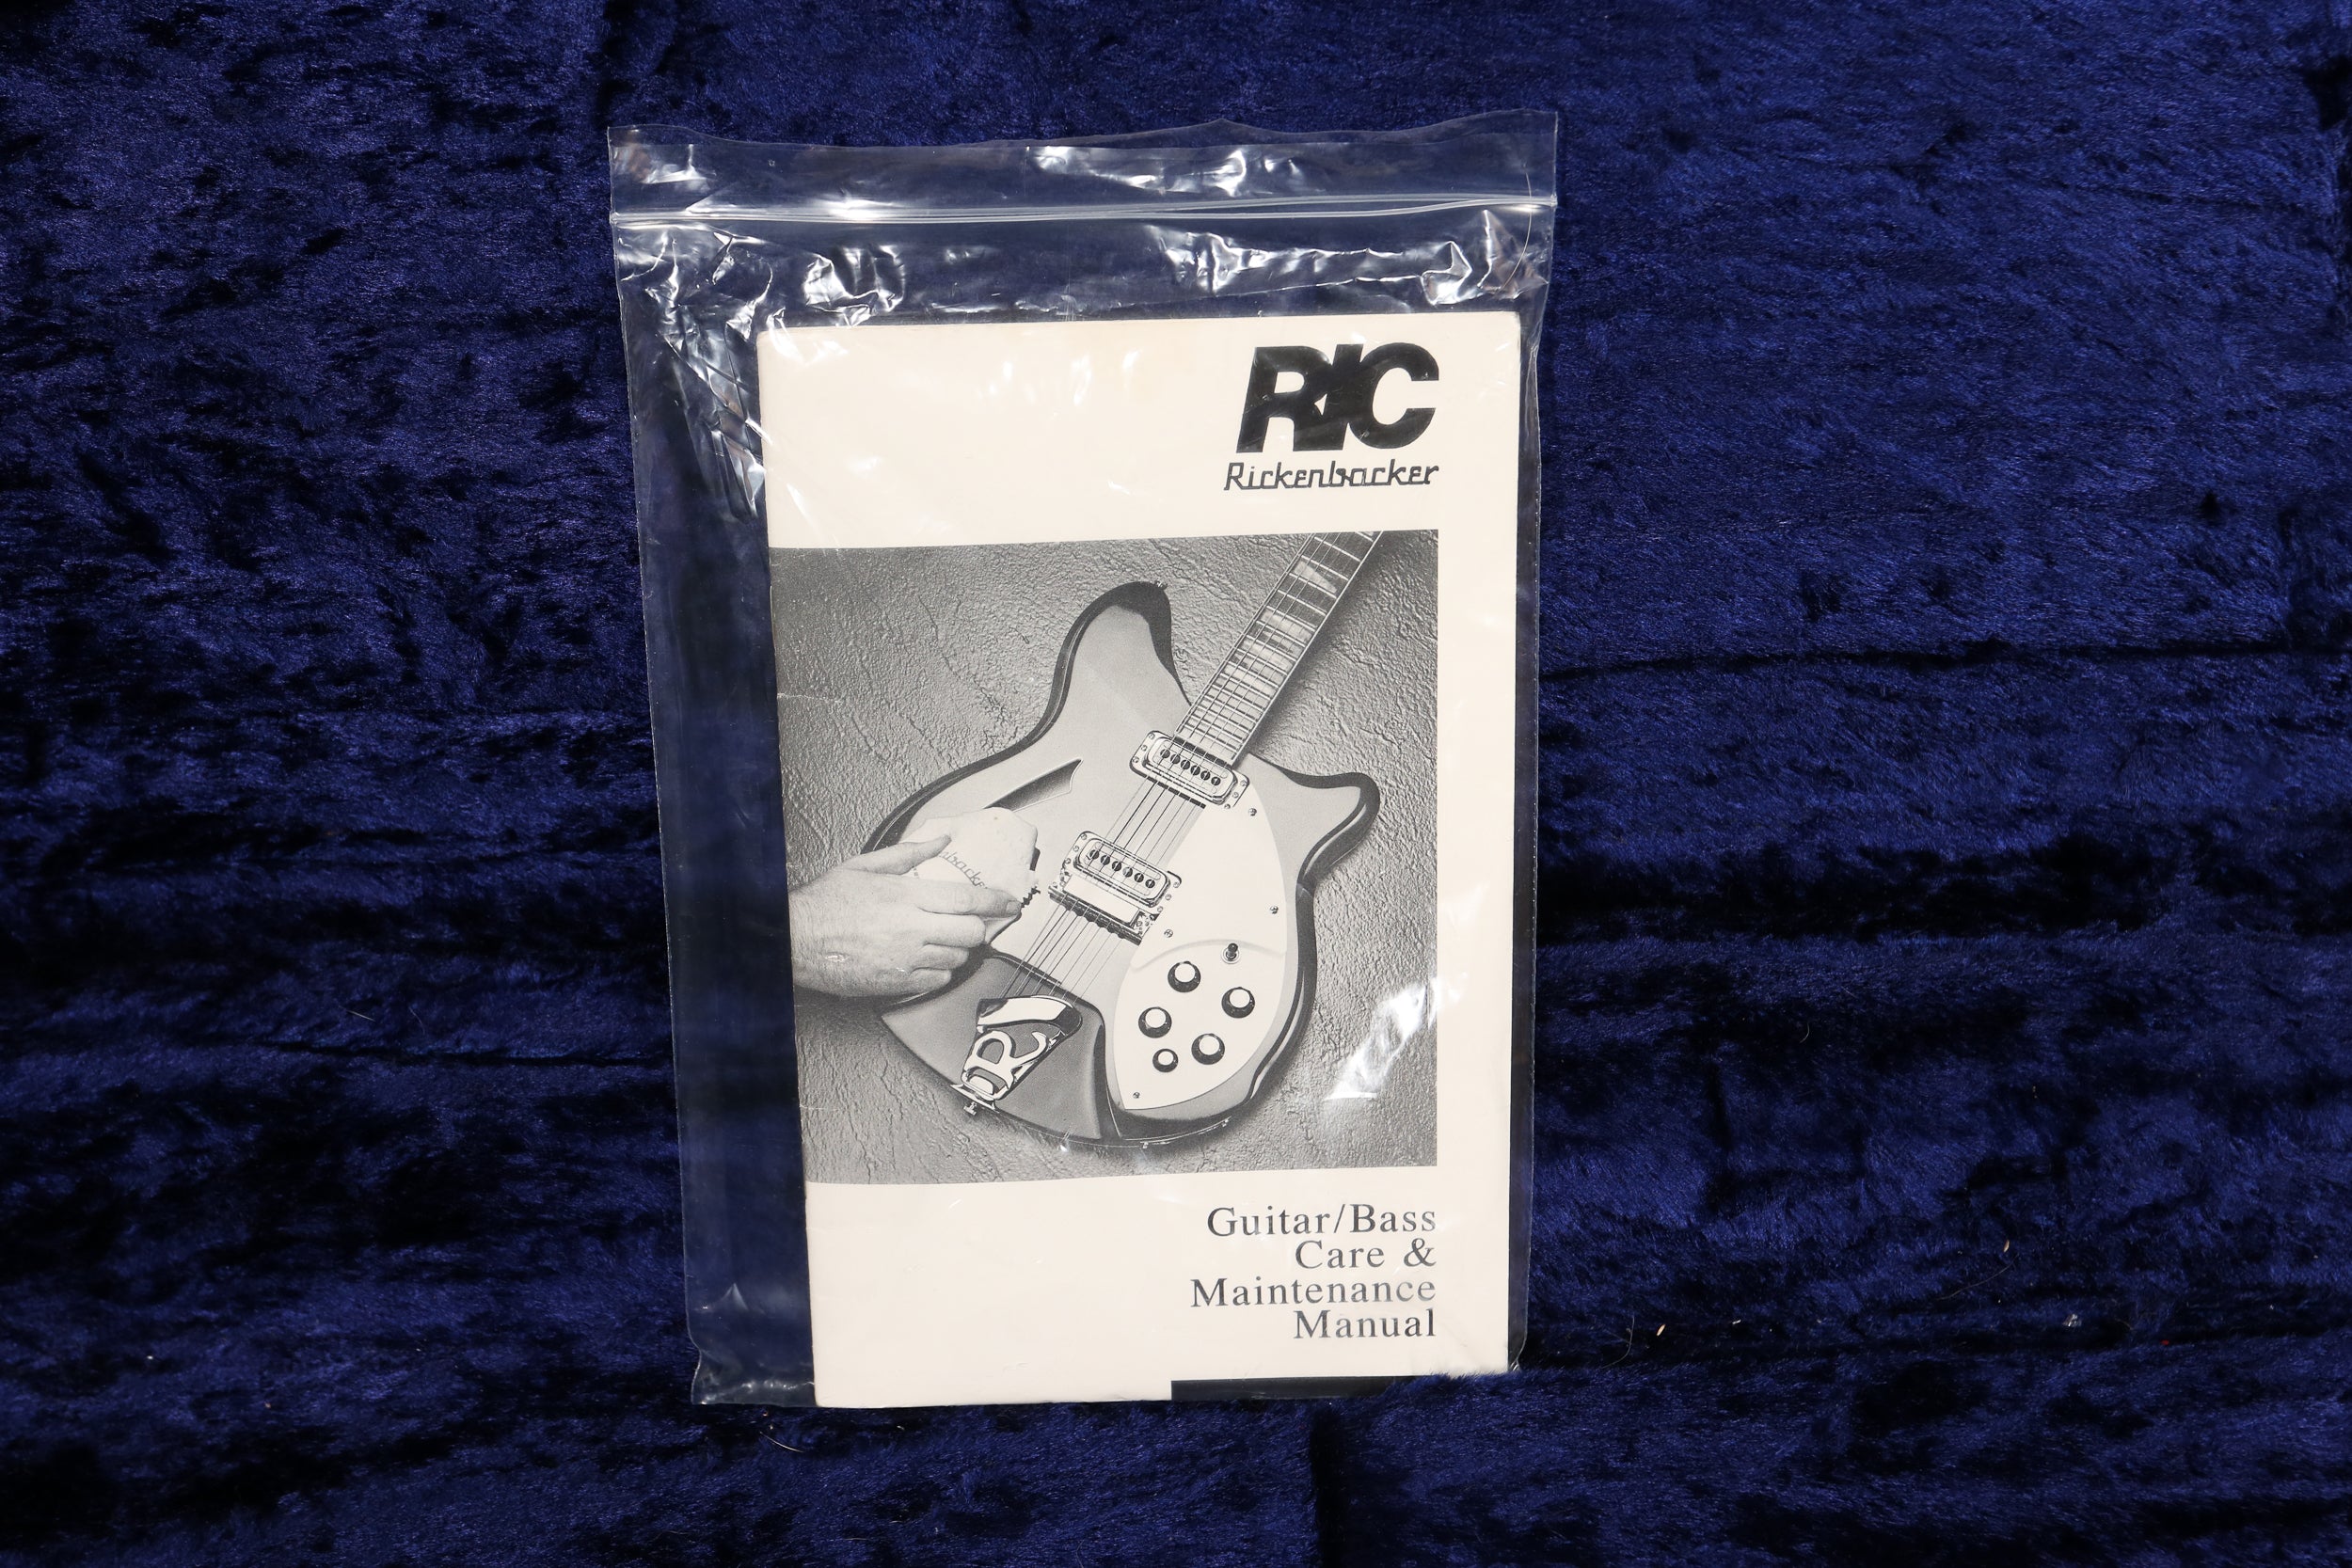 RIC
Rickenbacker
R
Guitar/Bass
Care &
Maintenance
Manual